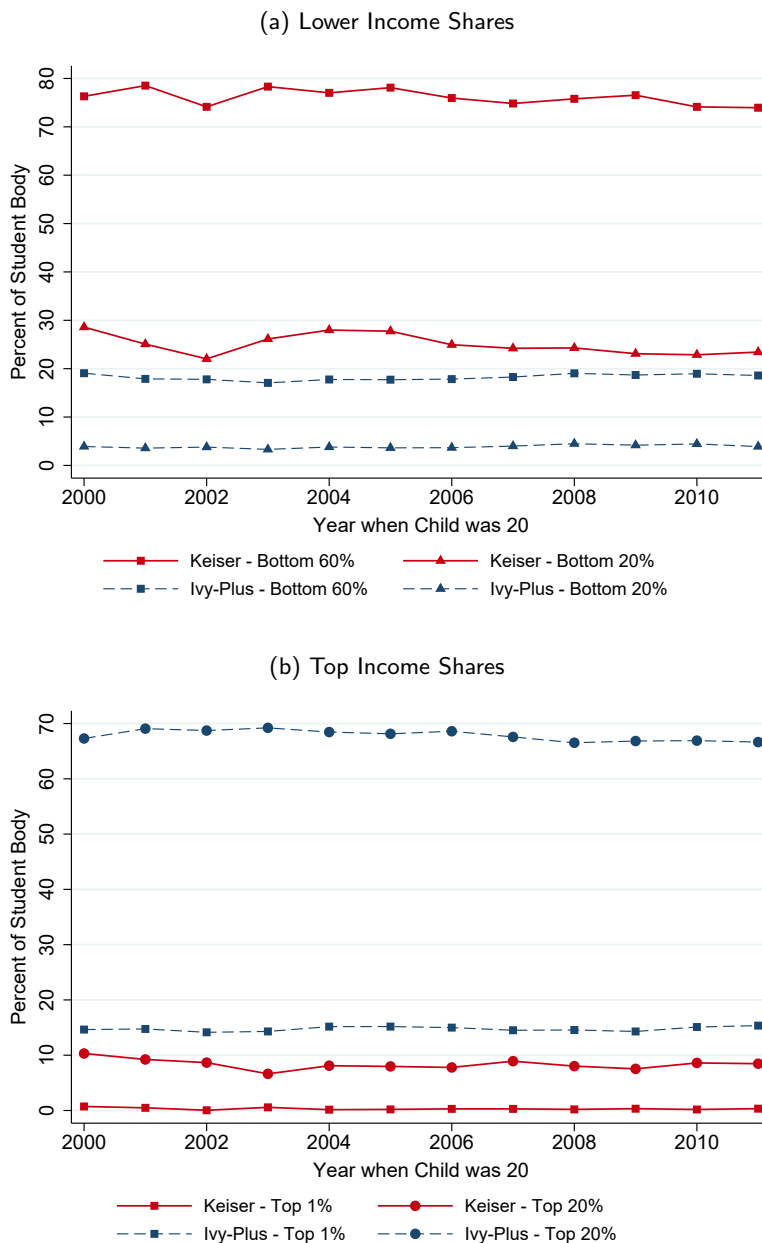 (a) Lower Income Shares
80
70
60
50
40
30
20
10
0
Percent of Student Body
2000 2002 2004 2006 2008 2010
Year when Child was 20
Keiser - Bottom 60% Keiser - Bottom 20%
Ivy-Plus - Bottom 60% Ivy-Plus - Bottom 20%
(b) Top Income Shares
70
60
50
40
30
20
10
0
Percent of Student Body
2000 2002 2004 2006 2008 2010
Year when Child was 20
Keiser - Top 1% Keiser - Top 20%
Ivy-Plus - Top 1% Ivy-Plus - Top 20%